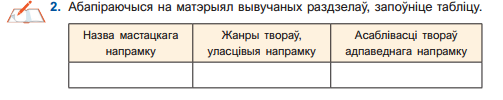 2. Абапіраючыся на матэрыял вывучаных раздзелаў, запоўніце табліцу.
Назва мастацкага напрамку
Жанры твораў, уласцівыя напрамку
Асаблівасці твораў адпаведнага напрамку